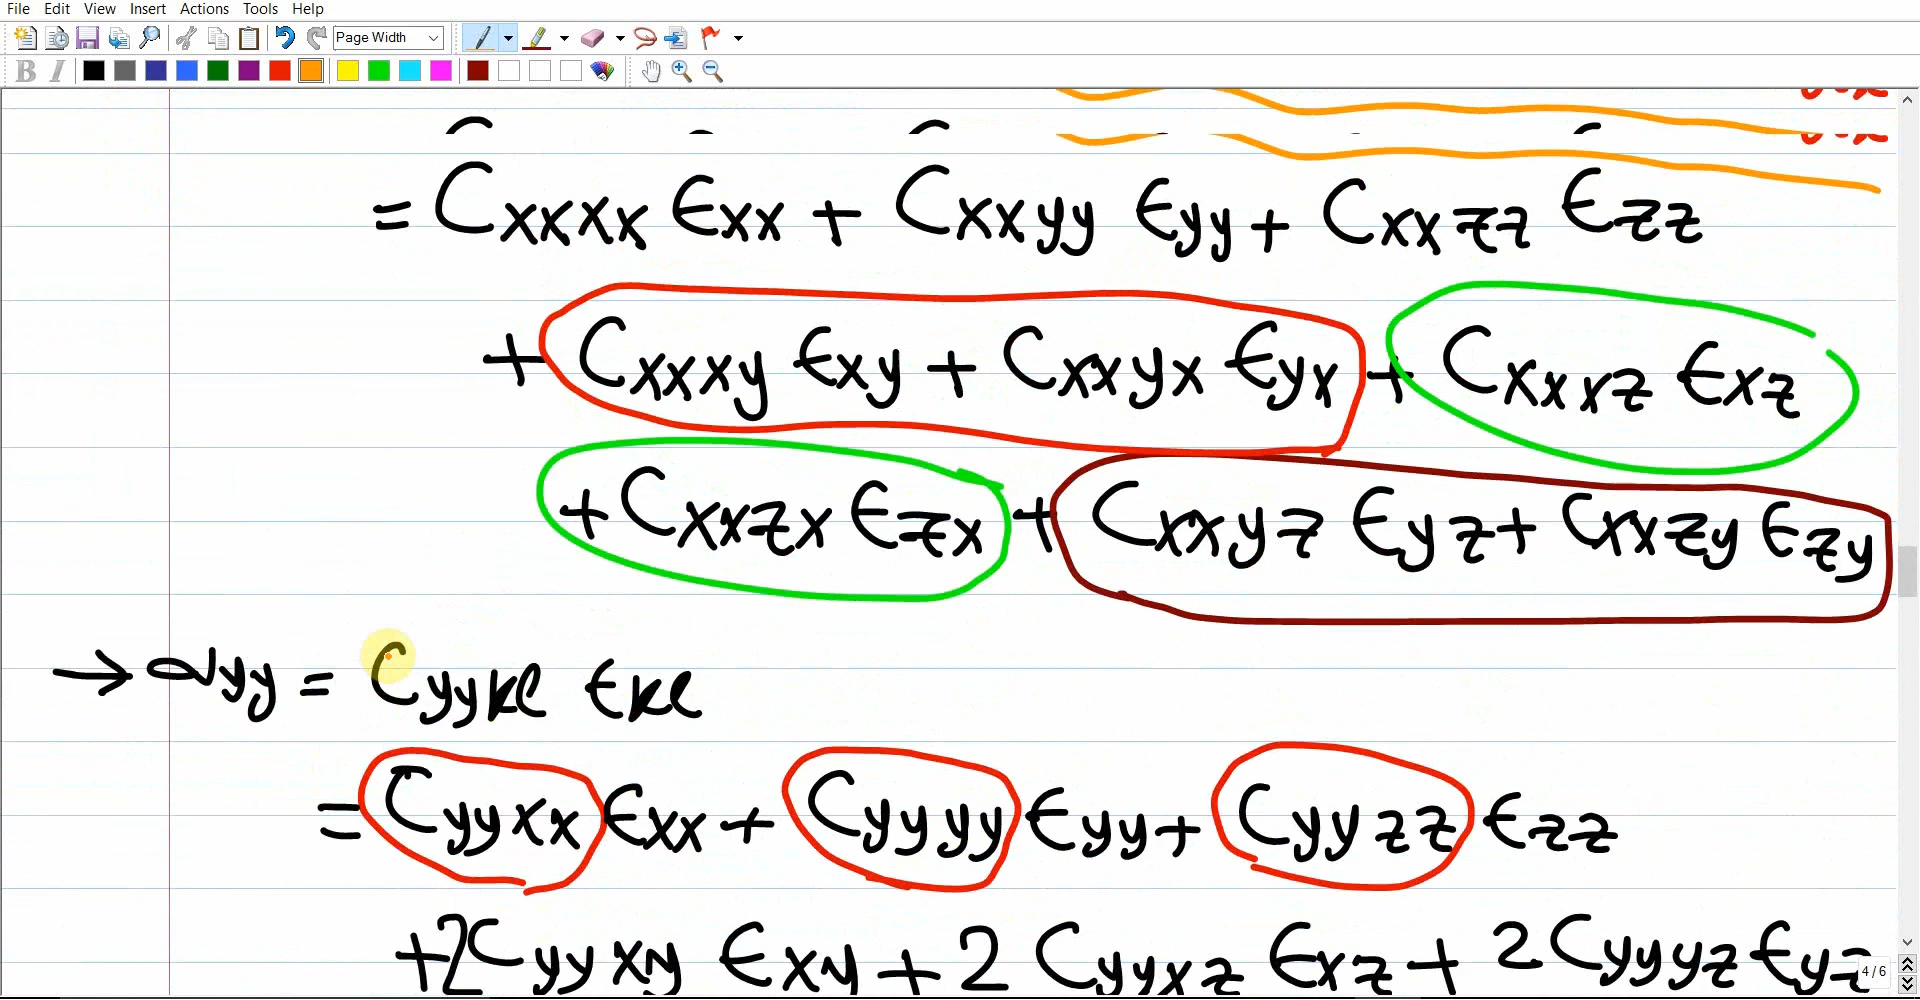 File Edit View Insert Actions Tools Help
Page Width
B I
= Cxxxx Exx + Cxxyy Eyy + Cxxzz Ezz
+ Cxxxy Exy + Cxxyx Eyx + Cxxxz Exz
+ Cxxzx Ezx + Cxxyz Eyz + Cxxzy Ezy
→ σyy = Cyykl Ekl
= Cyyxx Exx + Cyyyy Eyy + Cyyzz Ezz
+ 2 Cyyxy Exy + 2 Cyyxz Exz + 2 Cyyyz Eyz
4 / 6